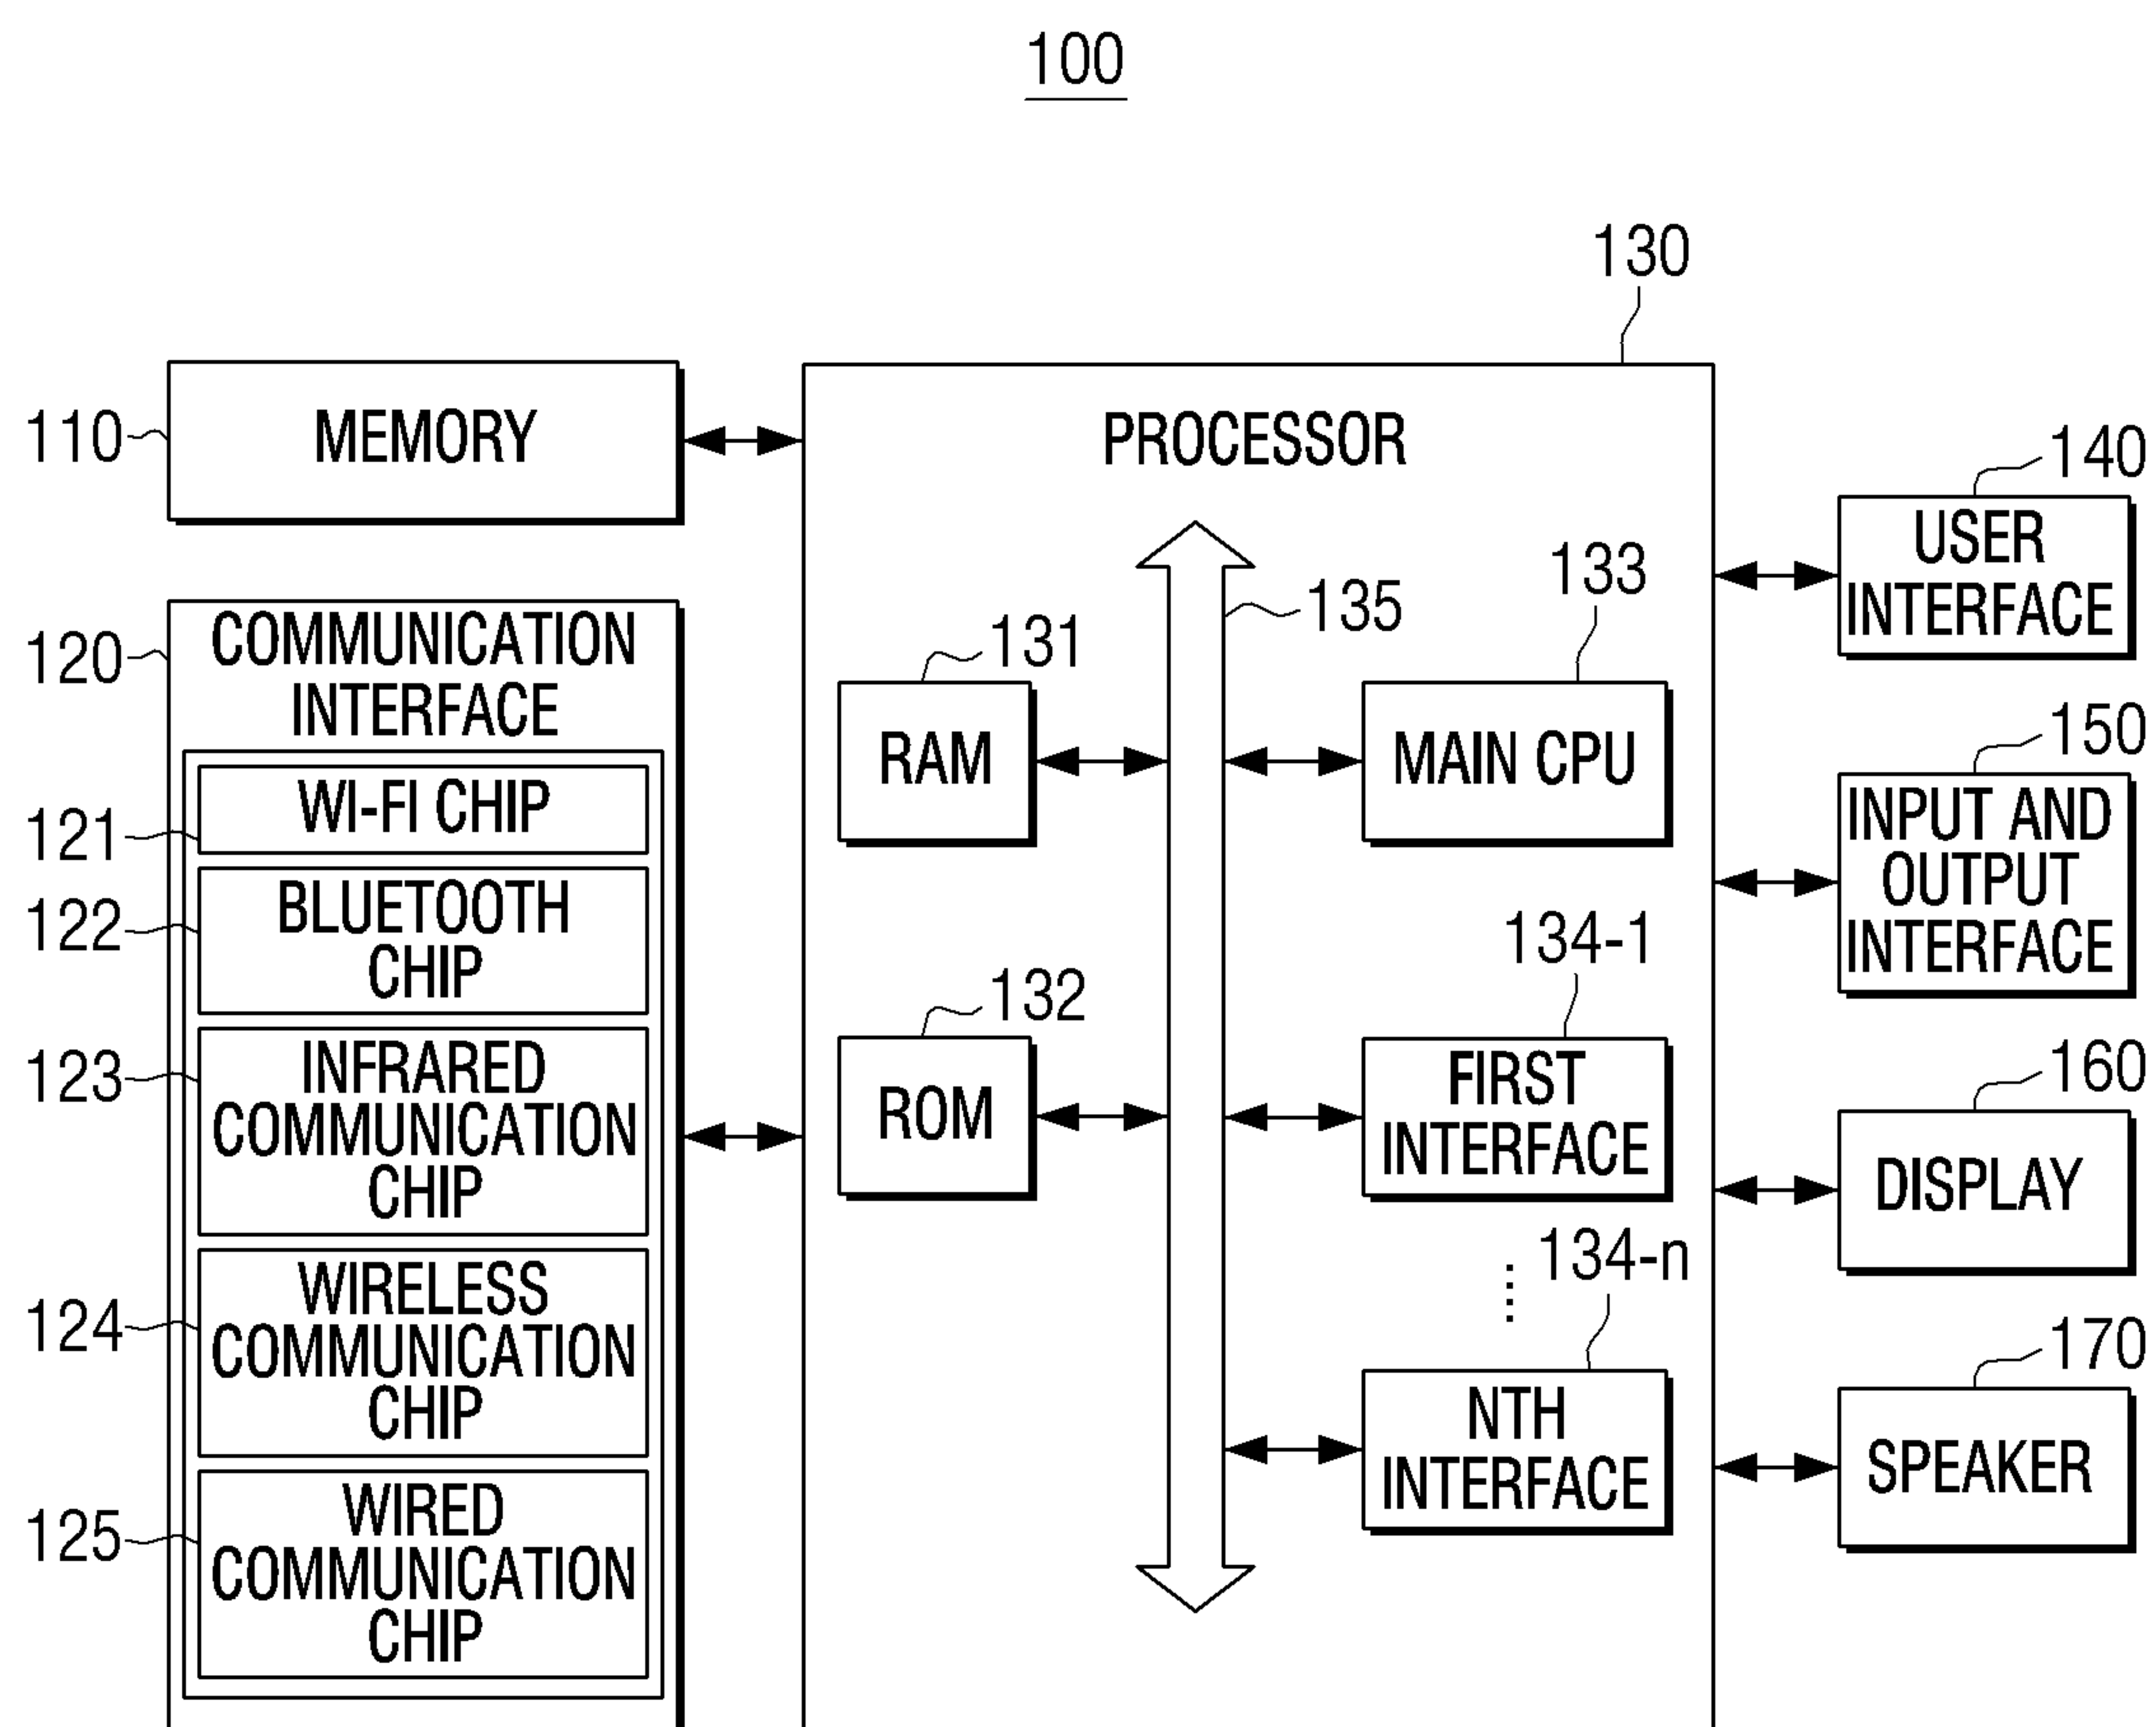 100
130
110
MEMORY
PROCESSOR
120
COMMUNICATION
INTERFACE
121
WI-FI CHIP
122
BLUETOOTH
CHIP
123
INFRARED
COMMUNICATION
CHIP
124
WIRELESS
COMMUNICATION
CHIP
125
WIRED
COMMUNICATION
CHIP
131
RAM
132
ROM
135
133
MAIN CPU
134-1
FIRST
INTERFACE
134-n
NTH
INTERFACE
140
USER
INTERFACE
150
INPUT AND
OUTPUT
INTERFACE
160
DISPLAY
170
SPEAKER